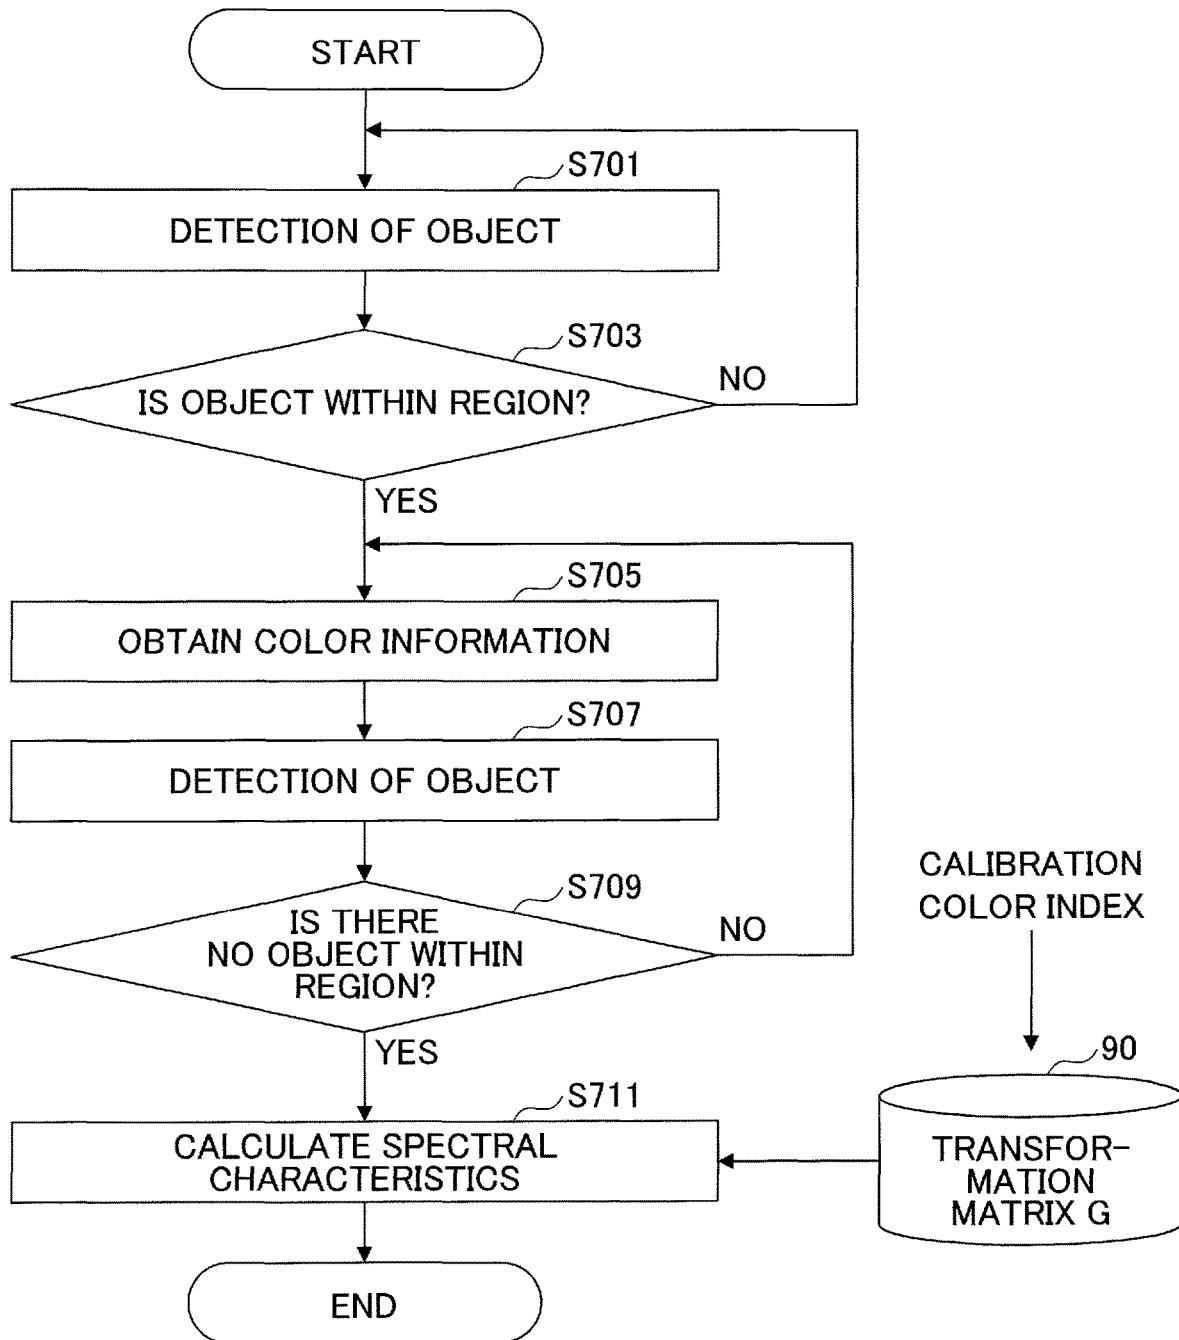 START
S701
DETECTION OF OBJECT
S703
IS OBJECT WITHIN REGION?
NO
YES
S705
OBTAIN COLOR INFORMATION
S707
DETECTION OF OBJECT
S709
IS THERE
NO OBJECT WITHIN
REGION?
NO
YES
CALIBRATION
COLOR INDEX
90
TRANSFOR-
MATION
MATRIX G
S711
CALCULATE SPECTRAL
CHARACTERISTICS
END